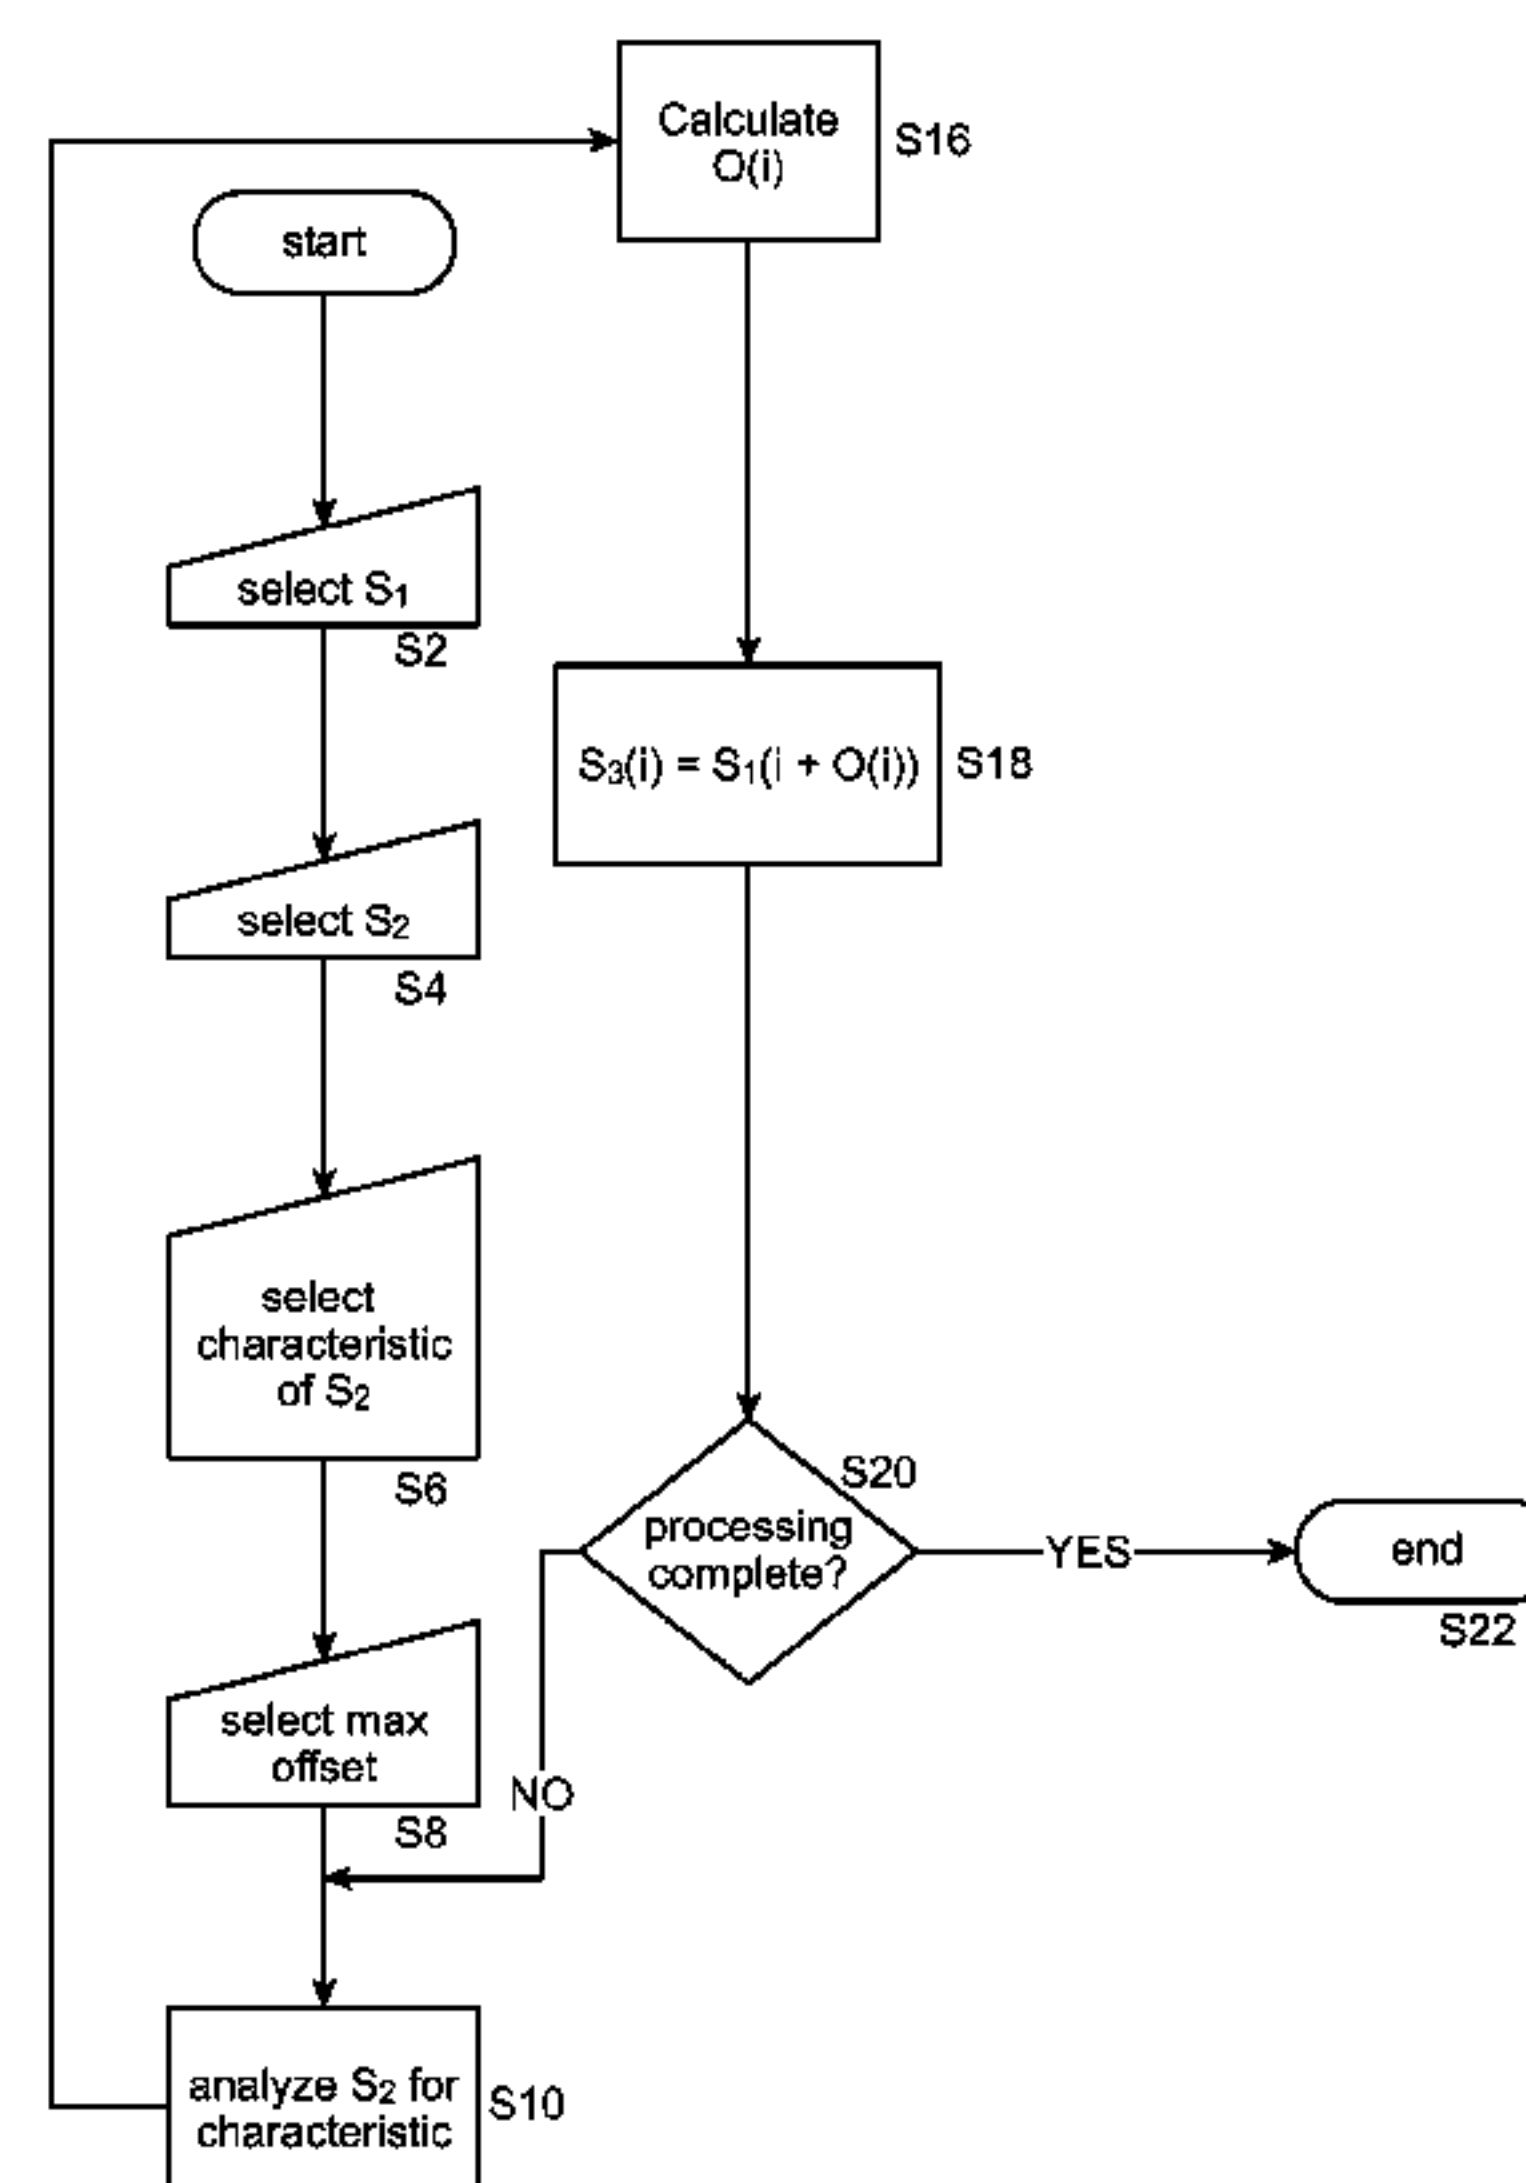 start
select S₁
S2
select S₂
S4
select
characteristic
of S₂
S6
select max
offset
S8
analyze S₂ for
characteristic
S10
Calculate
O(i)
S16
S₃(i) = S₁(i + O(i))
S18
S20
processing
complete?
NO
YES
end
S22